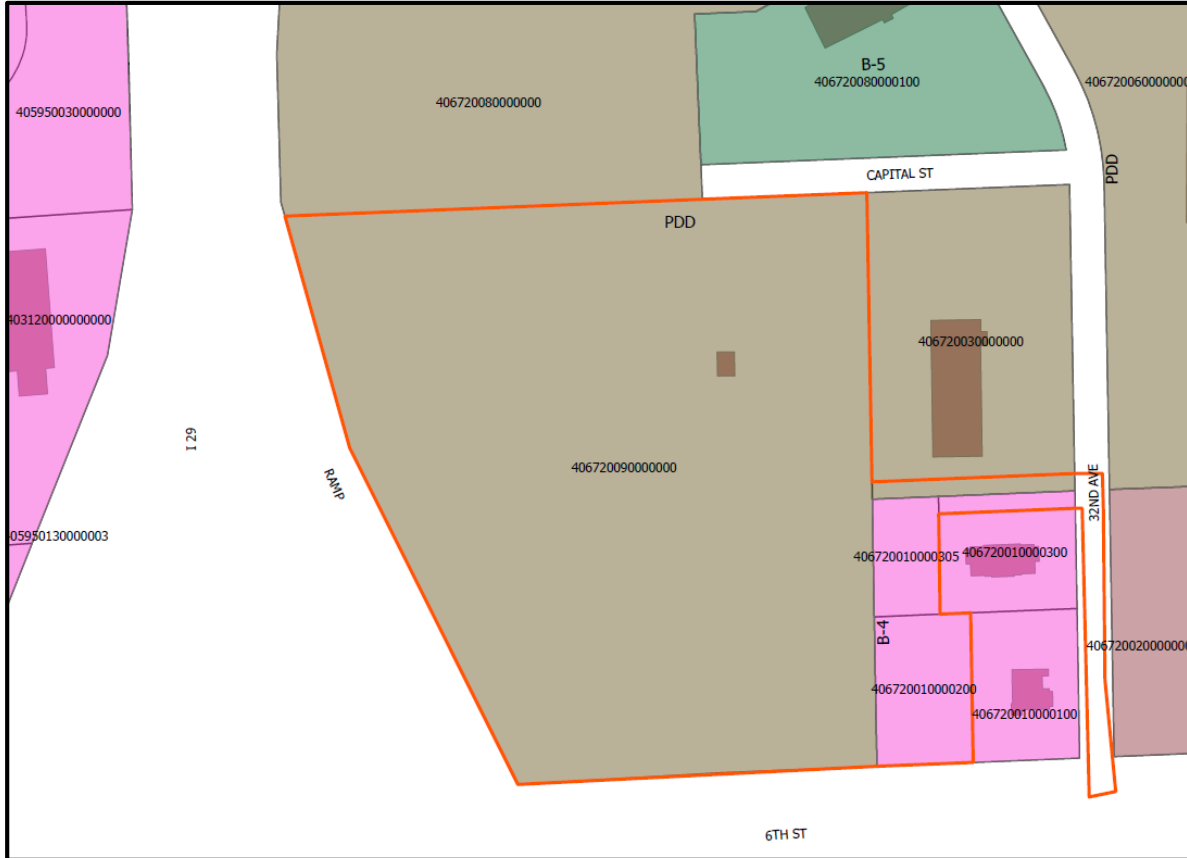 B-5
406720080000100
406720060000000
406720080000000
405950030000000
PDD
CAPITAL ST
PDD
403120000000000
406720030000000
I 29
RAMP
406720090000000
32ND AVE
05950130000003
406720010000305
406720010000300
B-4
406720020000000
406720010000200
406720010000100
6TH ST